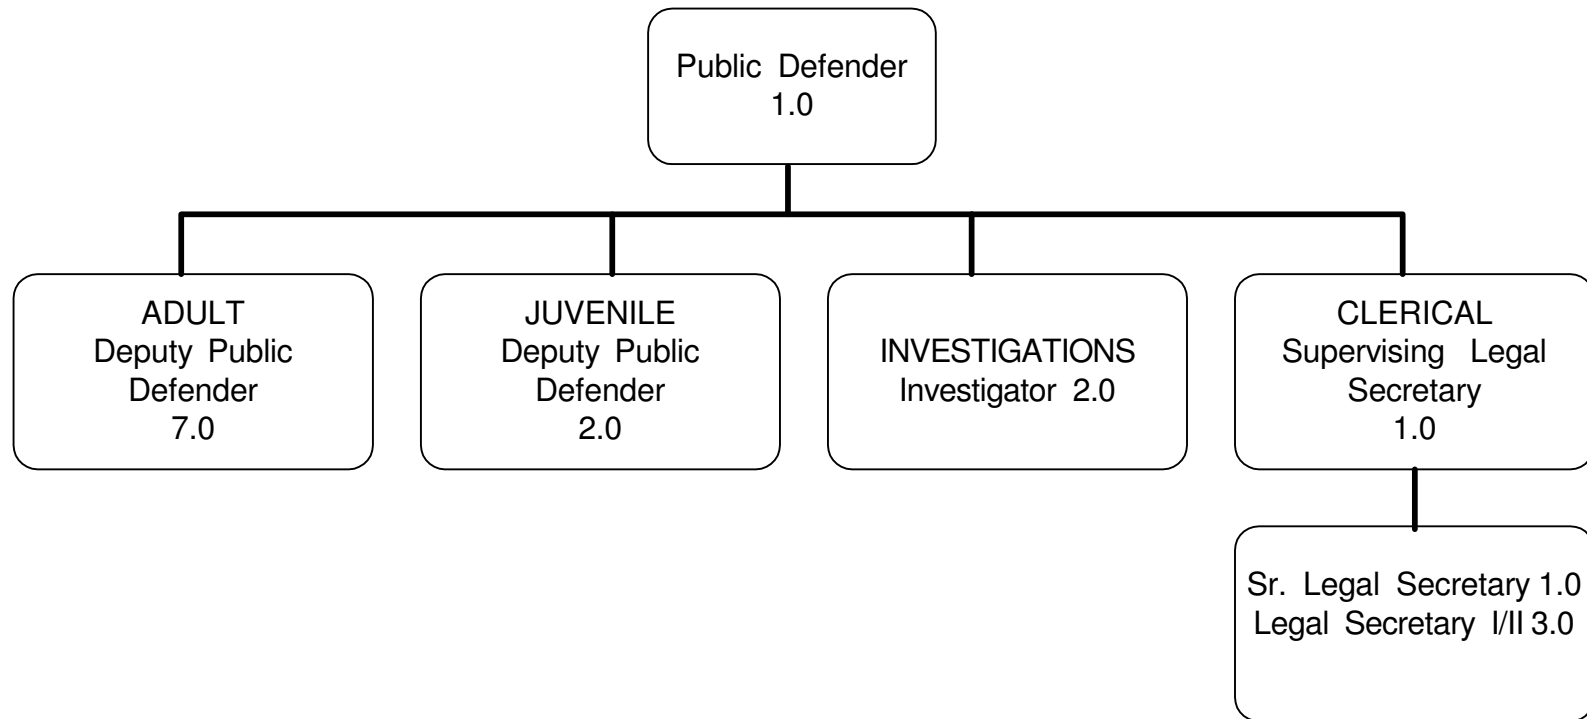 Public Defender
1.0
ADULT
Deputy Public
Defender
7.0
JUVENILE
Deputy Public
Defender
2.0
INVESTIGATIONS
Investigator 2.0
CLERICAL
Supervising Legal
Secretary
1.0
Sr. Legal Secretary 1.0
Legal Secretary I/II 3.0